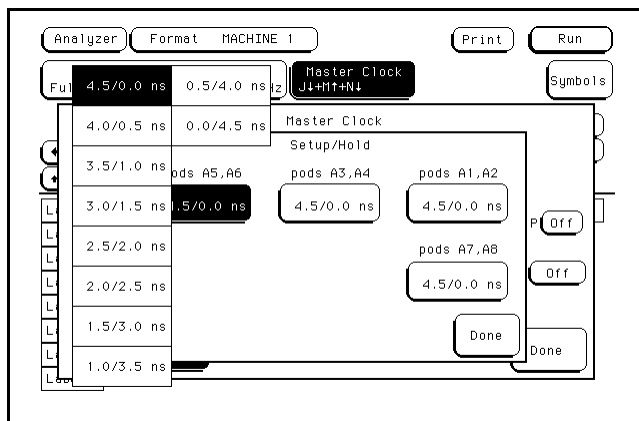 Analyzer Format MACHINE 1 Print Run
Master Clock
J↓+M↑+N↓
Symbols
4.5/0.0 ns 0.5/4.0 ns
4.0/0.5 ns 0.0/4.5 ns
3.5/1.0 ns
3.0/1.5 ns
2.5/2.0 ns
2.0/2.5 ns
1.5/3.0 ns
1.0/3.5 ns
Master Clock
Setup/Hold
pods A3,A4 pods A1,A2
4.5/0.0 ns 4.5/0.0 ns
pods A7,A8
4.5/0.0 ns
Done
Off
Off
Done